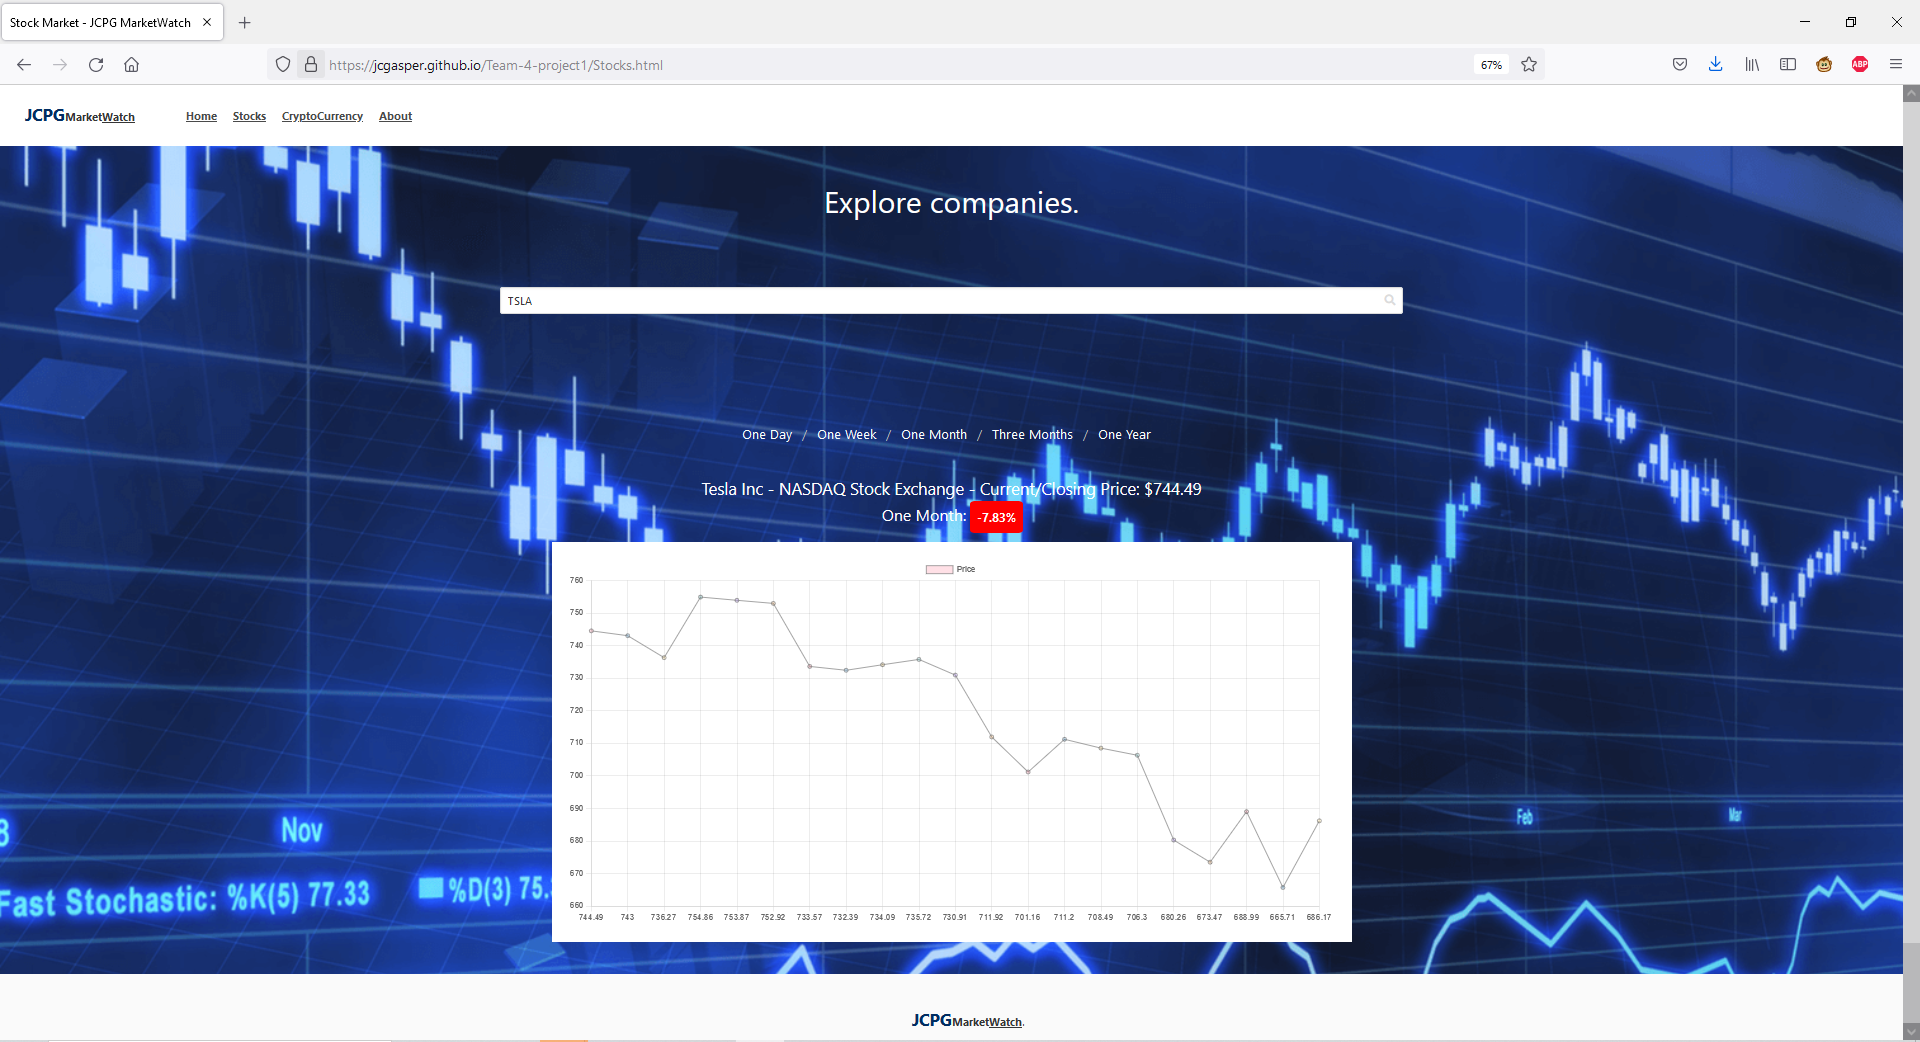 Stock Market - JCPG MarketWatch
https://jcgasper.github.io/Team-4-project1/Stocks.html
67%
ABP
JCPGMarketWatch Home Stocks CryptoCurrency About
Explore companies.
TSLA
One Day / One Week / One Month / Three Months / One Year
Tesla Inc - NASDAQ Stock Exchange - Current/Closing Price: $744.49
One Month: -7.83%
Price
760
750
740
730
720
710
700
690
680
670
660
744.49 743 736.27 754.86 753.87 752.92 733.57 732.39 734.09 735.72 730.91 711.92 701.16 711.2 708.49 706.3 680.26 673.47 688.99 665.71 686.17
Nov
Feb
Mar
Fast Stochastic: %K(5) 77.33 %D(3) 75.
JCPGMarketWatch.